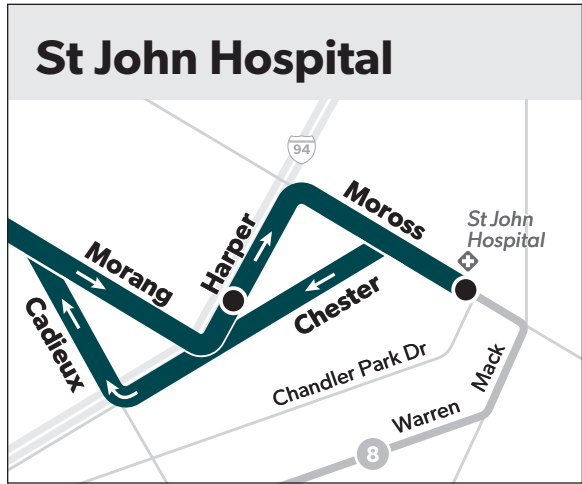 St John Hospital
94
Moross
St John
Hospital
Harper
Morang
Chester
Cadieux
Chandler Park Dr
Mack
Warren
8